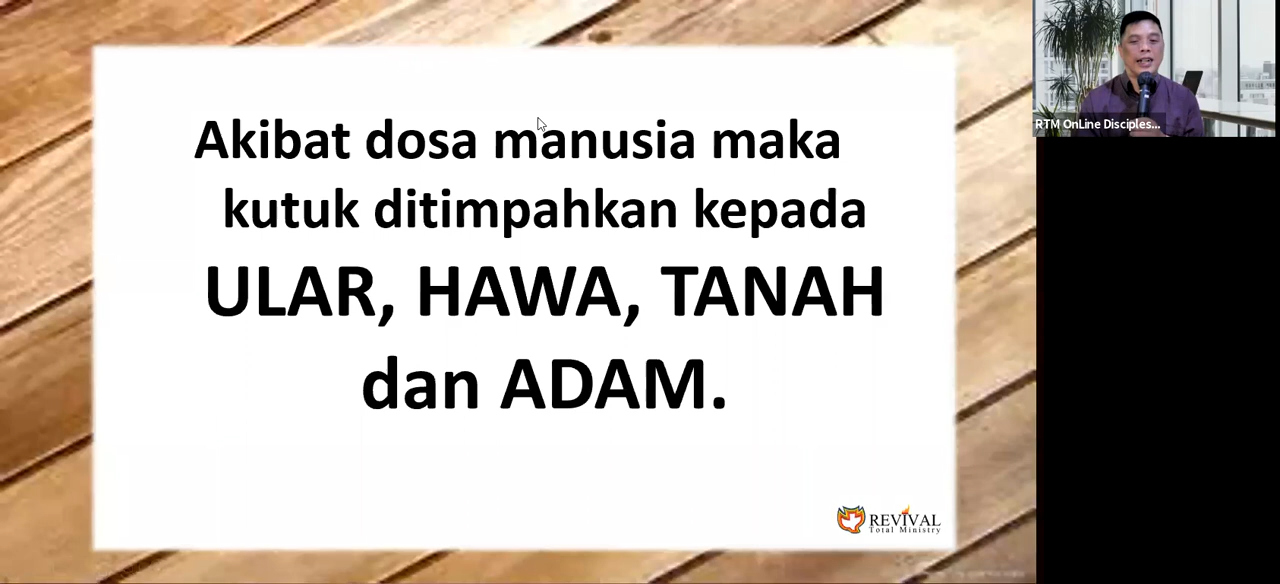 Akibat dosa manusia maka
kutuk ditimpahkan kepada
ULAR, HAWA, TANAH
dan ADAM.
REVIVAL
Total Ministry
RTM OnLine Disciples...